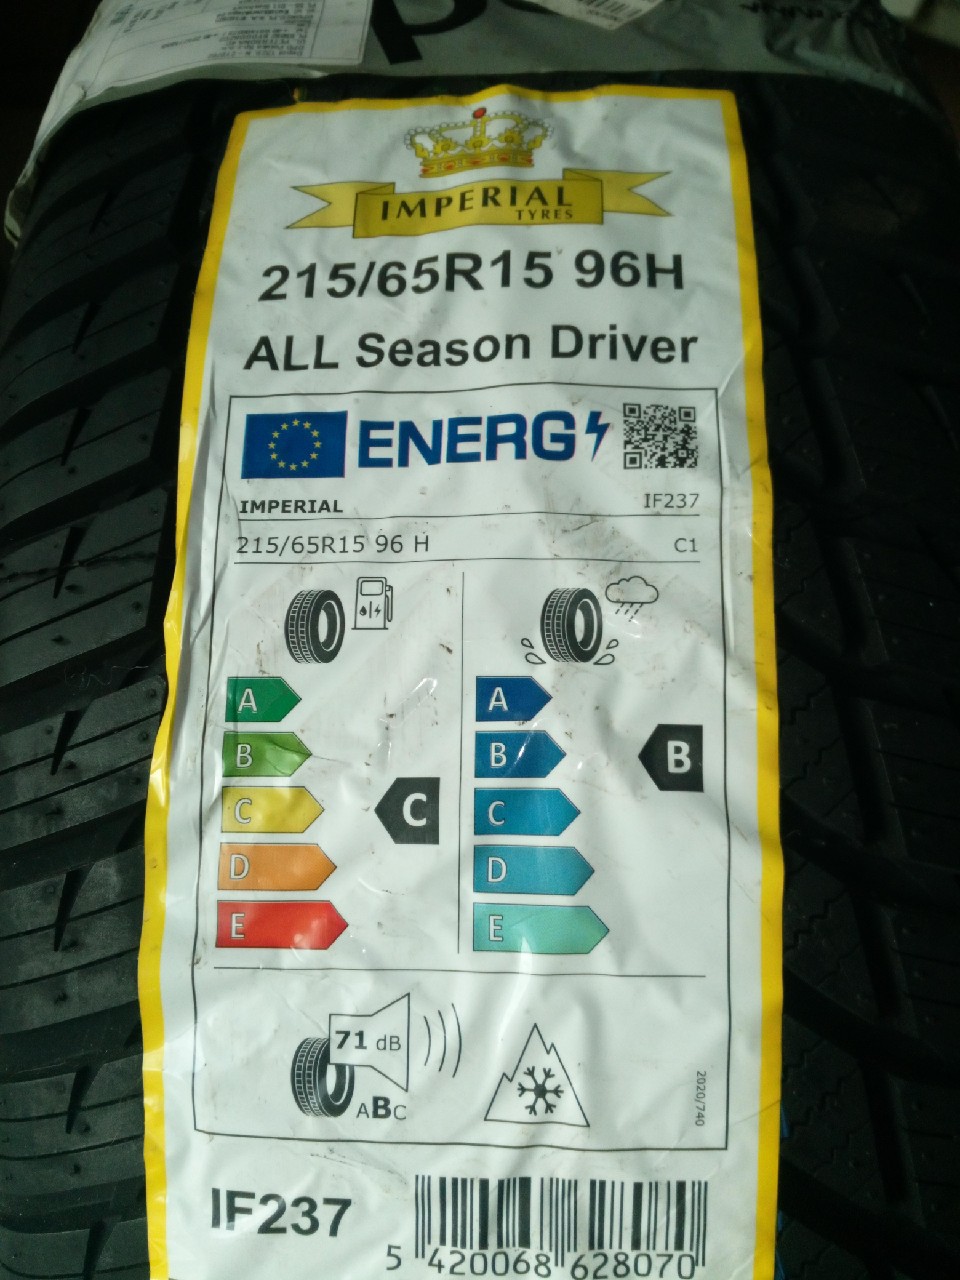 IMPERIAL
TYRES
215/65R15 96H
ALL Season Driver
ENERG
IMPERIAL IF237
215/65R15 96 H C1
A A
B B B
C C C
D D
E E
71 dB
ABC
2020/740
IF237
5 420068 628070